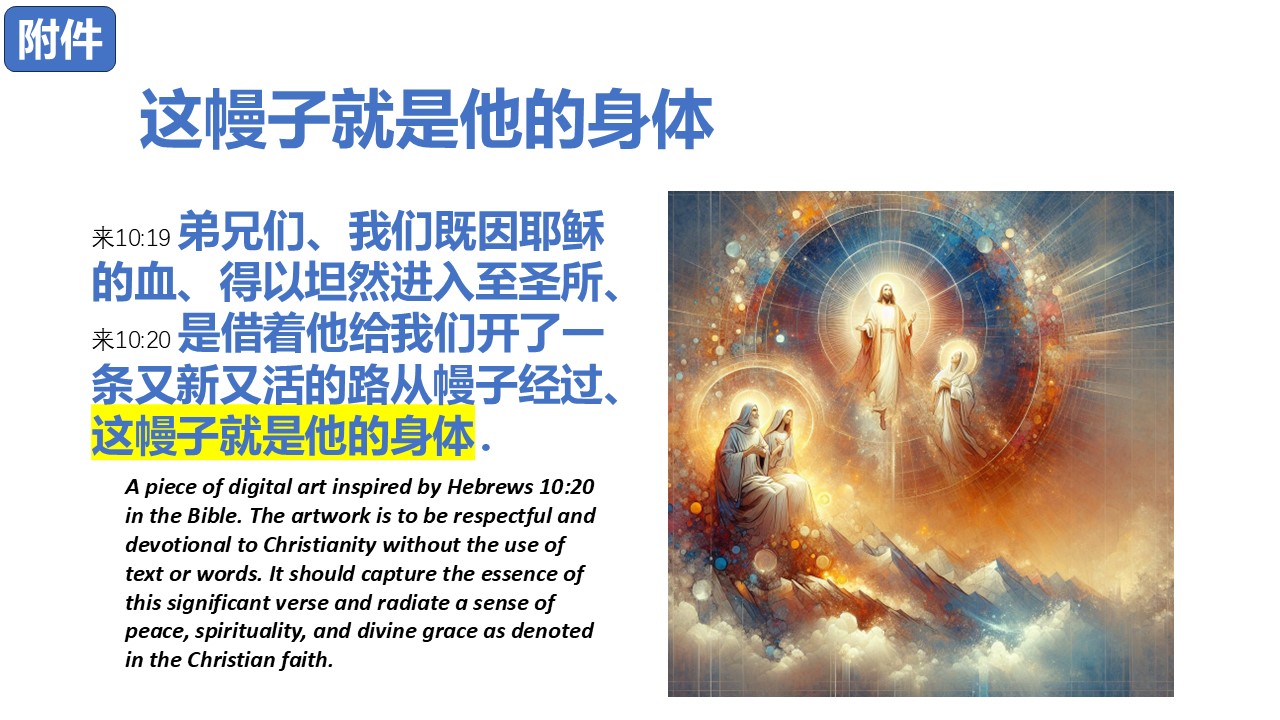 附件
这幔子就是他的身体
来10:19 弟兄们、我们既因耶稣
的血、得以坦然进入至圣所、
来10:20 是借着他给我们开了一
条又新又活的路从幔子经过、
这幔子就是他的身体 .
A piece of digital art inspired by Hebrews 10:20
in the Bible. The artwork is to be respectful and
devotional to Christianity without the use of
text or words. It should capture the essence of
this significant verse and radiate a sense of
peace, spirituality, and divine grace as denoted
in the Christian faith.